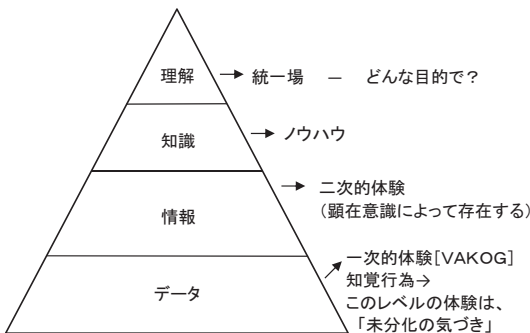 理解 → 統一場 － どんな目的で？
知識 → ノウハウ
→ 二次的体験
(顕在意識によって存在する)
情報
一次的体験[VAKOG]
知覚行為→
データ
このレベルの体験は、
「未分化の気づき」